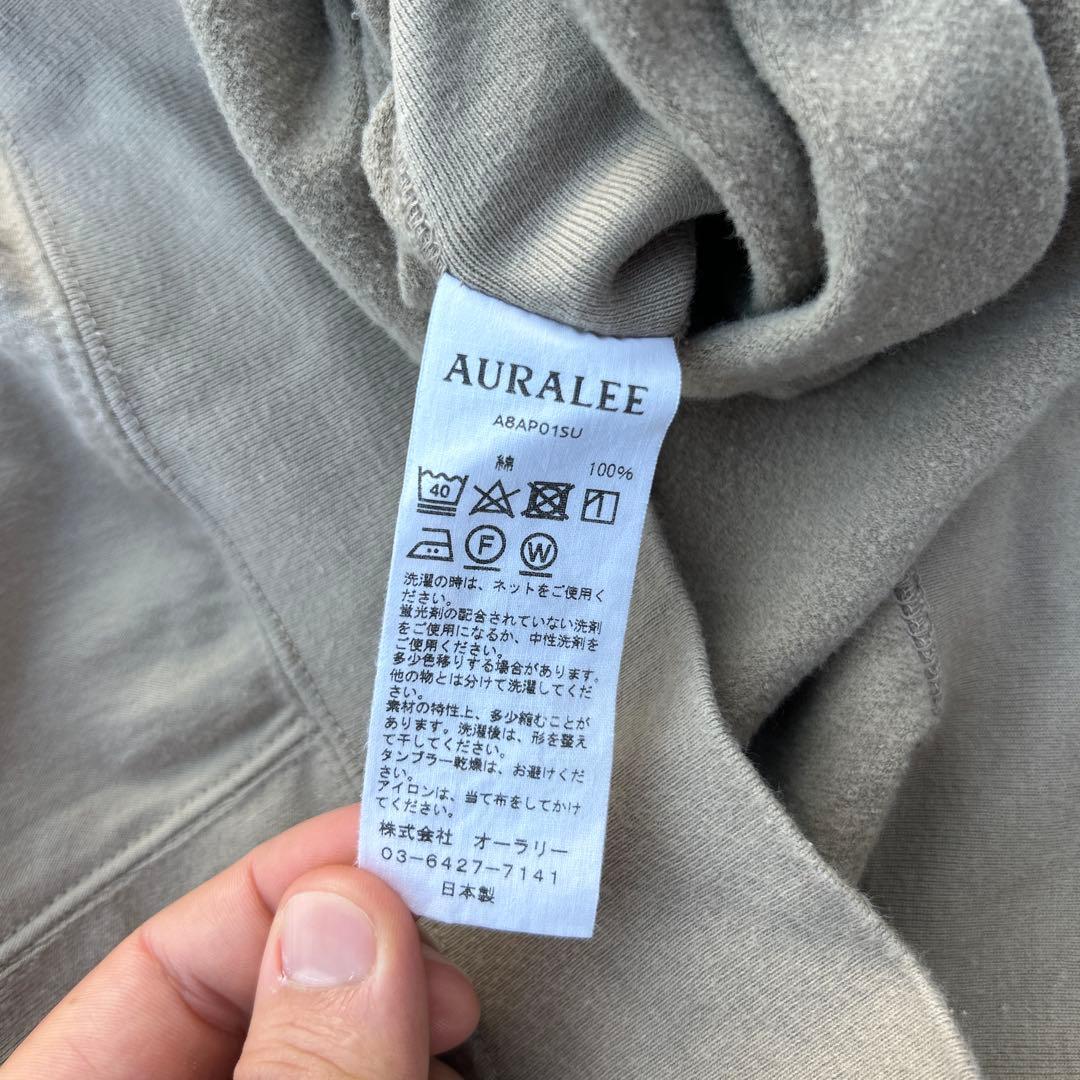 AURALEE
A8AP01SU
綿 100%
40
F W
洗濯の時は、ネットをご使用く
ださい。
蛍光剤の配合されていない洗剤
をご使用になるか、中性洗剤を
ご使用ください。
多少色移りする場合があります。
他の物とは分けて洗濯してくだ
さい。
素材の特性上、多少縮むことが
あります。洗濯後は、形を整え
て干してください。
タンブラー乾燥は、お避けくだ
さい。
アイロンは、当て布をしてかけ
てください。
株式会社 オーラリー
03-6427-7141
日本製